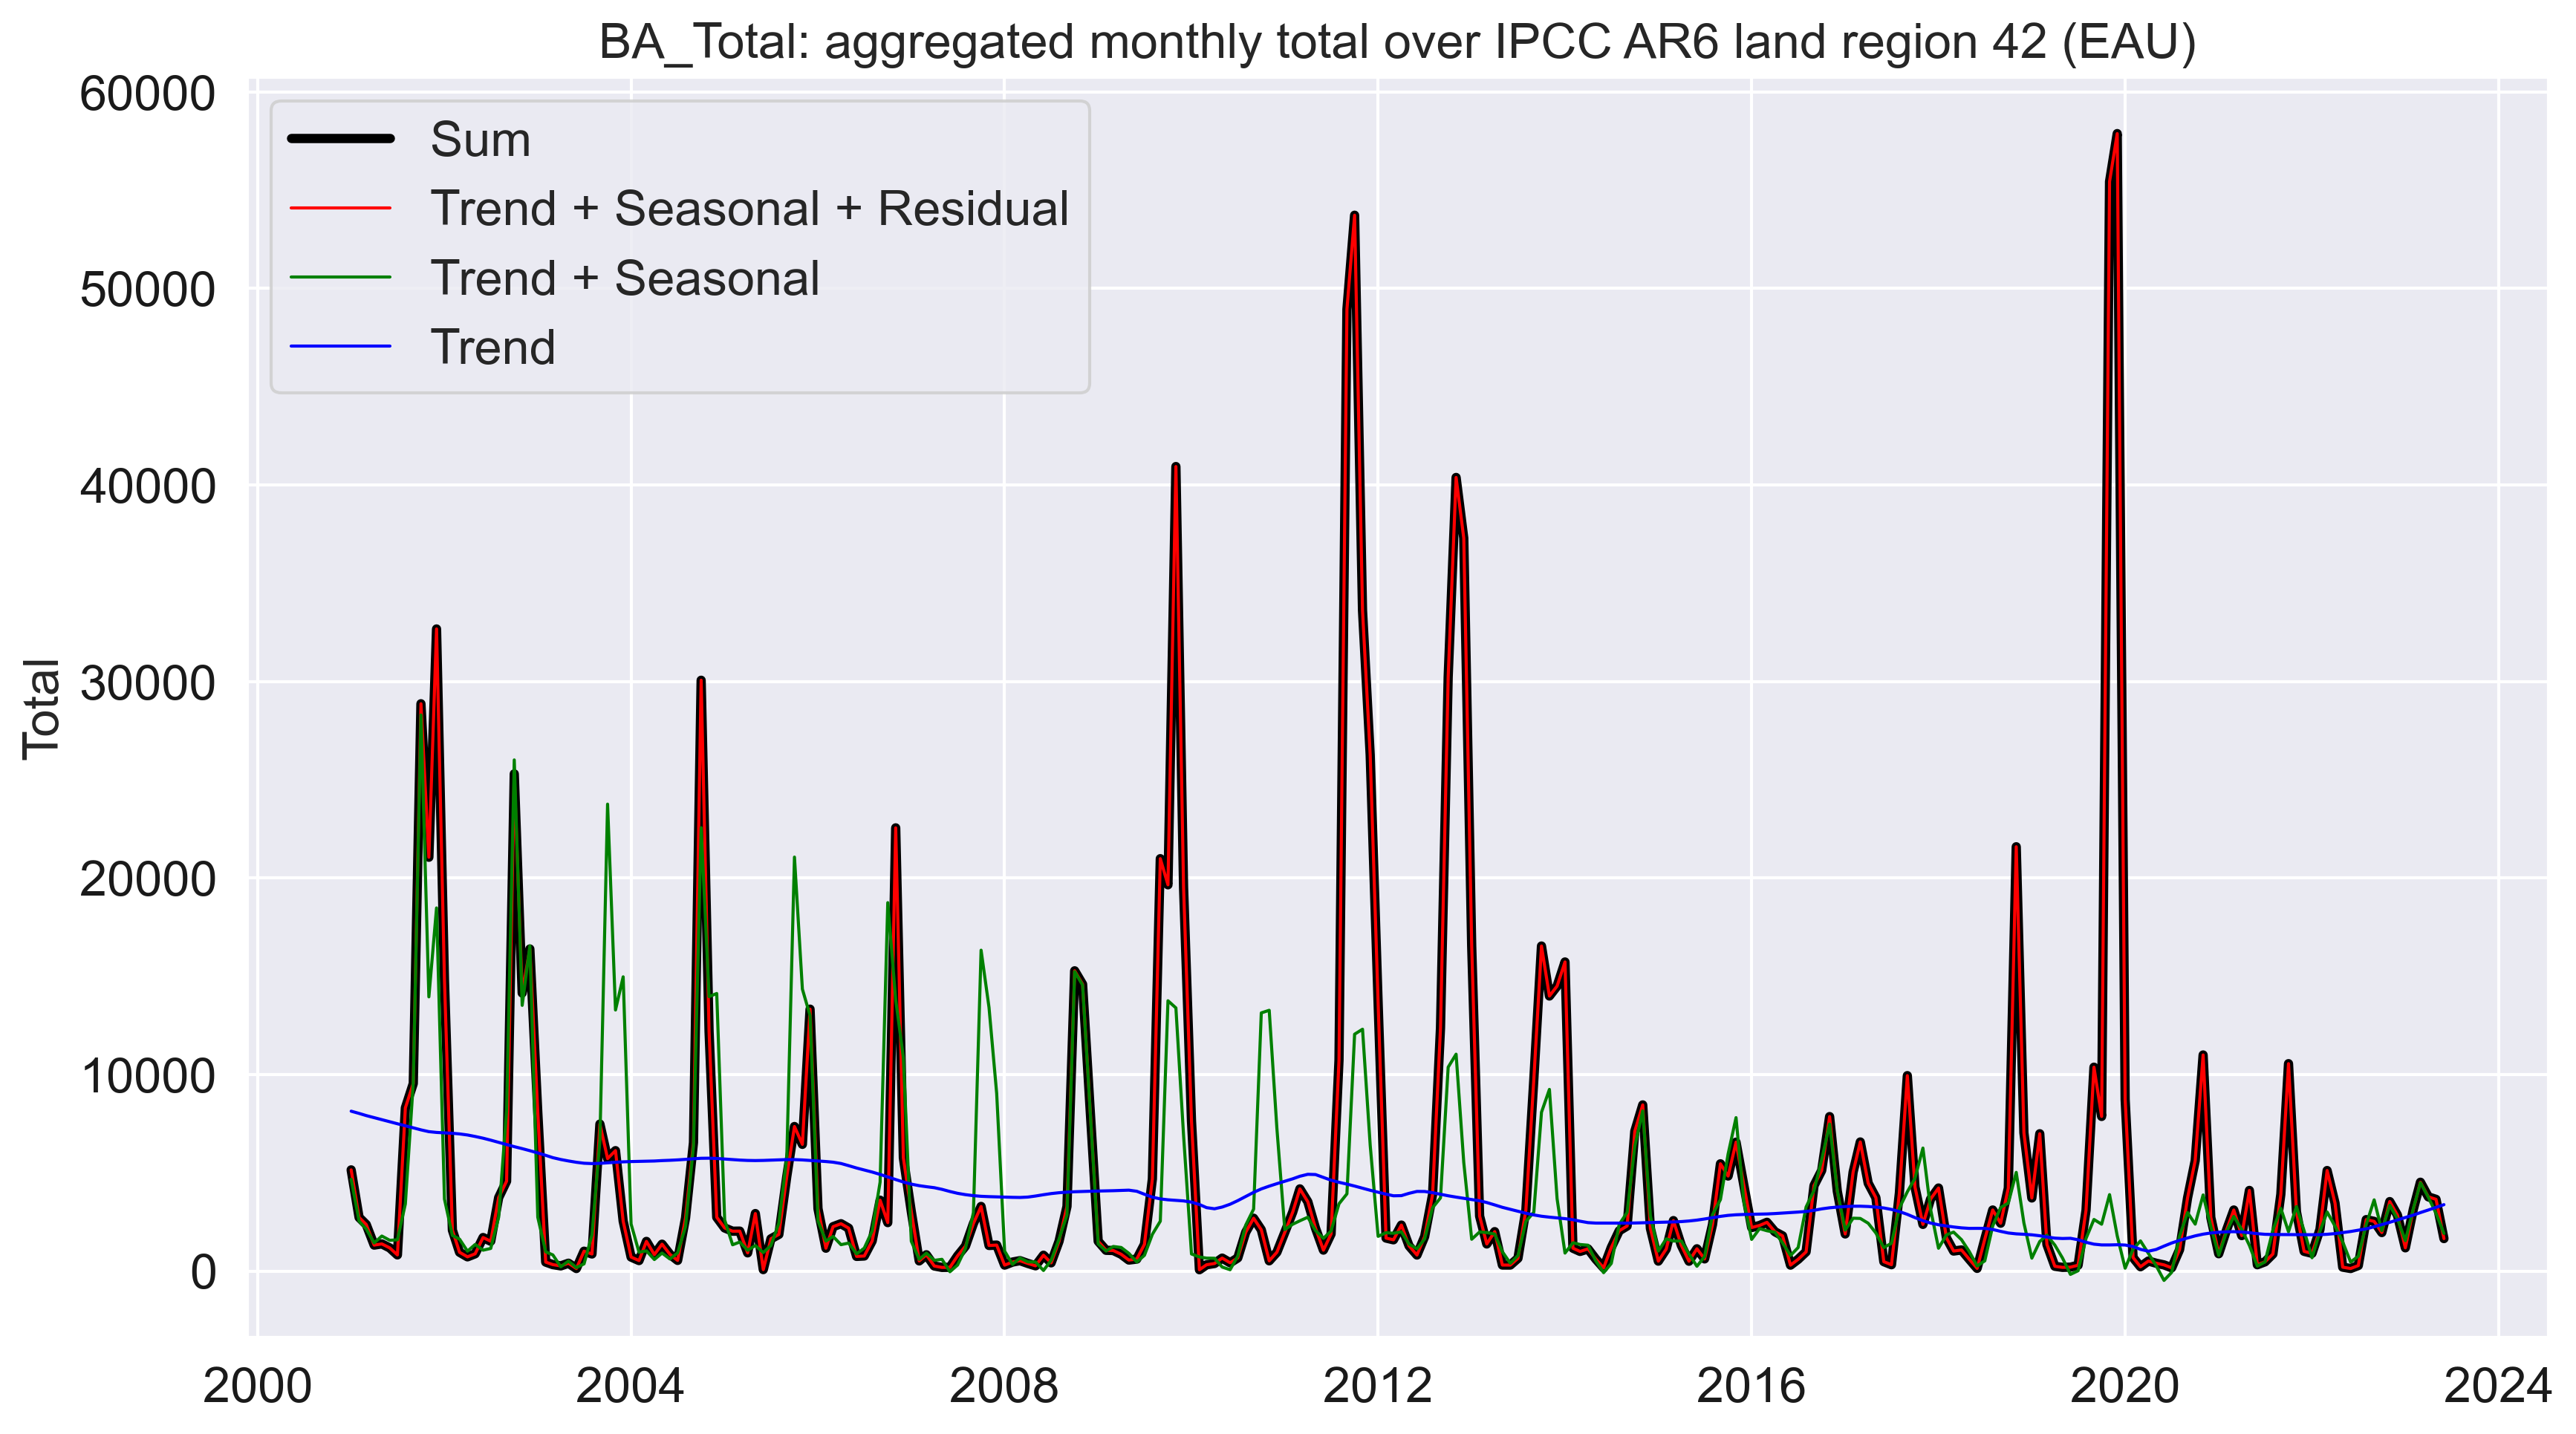 BA_Total: aggregated monthly total over IPCC AR6 land region 42 (EAU)
60000
50000
40000
30000
20000
10000
0
Total
Sum
Trend + Seasonal + Residual
Trend + Seasonal
Trend
2000 2004 2008 2012 2016 2020 2024